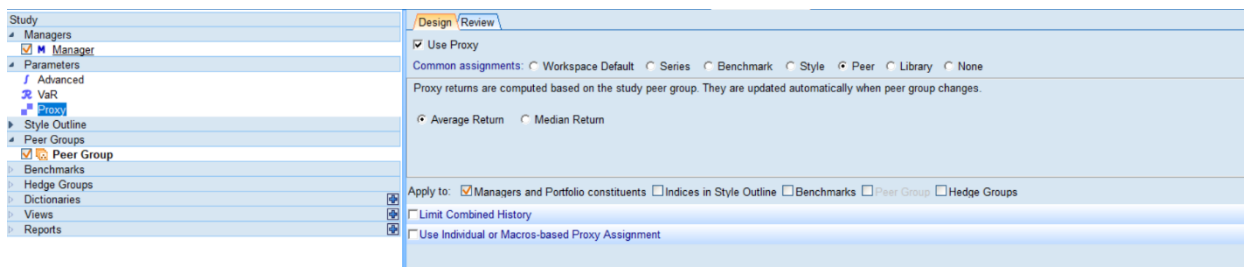 Study
Managers
M Manager
Parameters
Advanced
VaR
Proxy
Style Outline
Peer Groups
Peer Group
Benchmarks
Hedge Groups
Dictionaries
Views
Reports
Design Review
Use Proxy
Common assignments: Workspace Default Series Benchmark Style Peer Library None
Proxy returns are computed based on the study peer group. They are updated automatically when peer group changes.
Average Return Median Return
Apply to: Managers and Portfolio constituents Indices in Style Outline Benchmarks Peer Group Hedge Groups
Limit Combined History
Use Individual or Macros-based Proxy Assignment